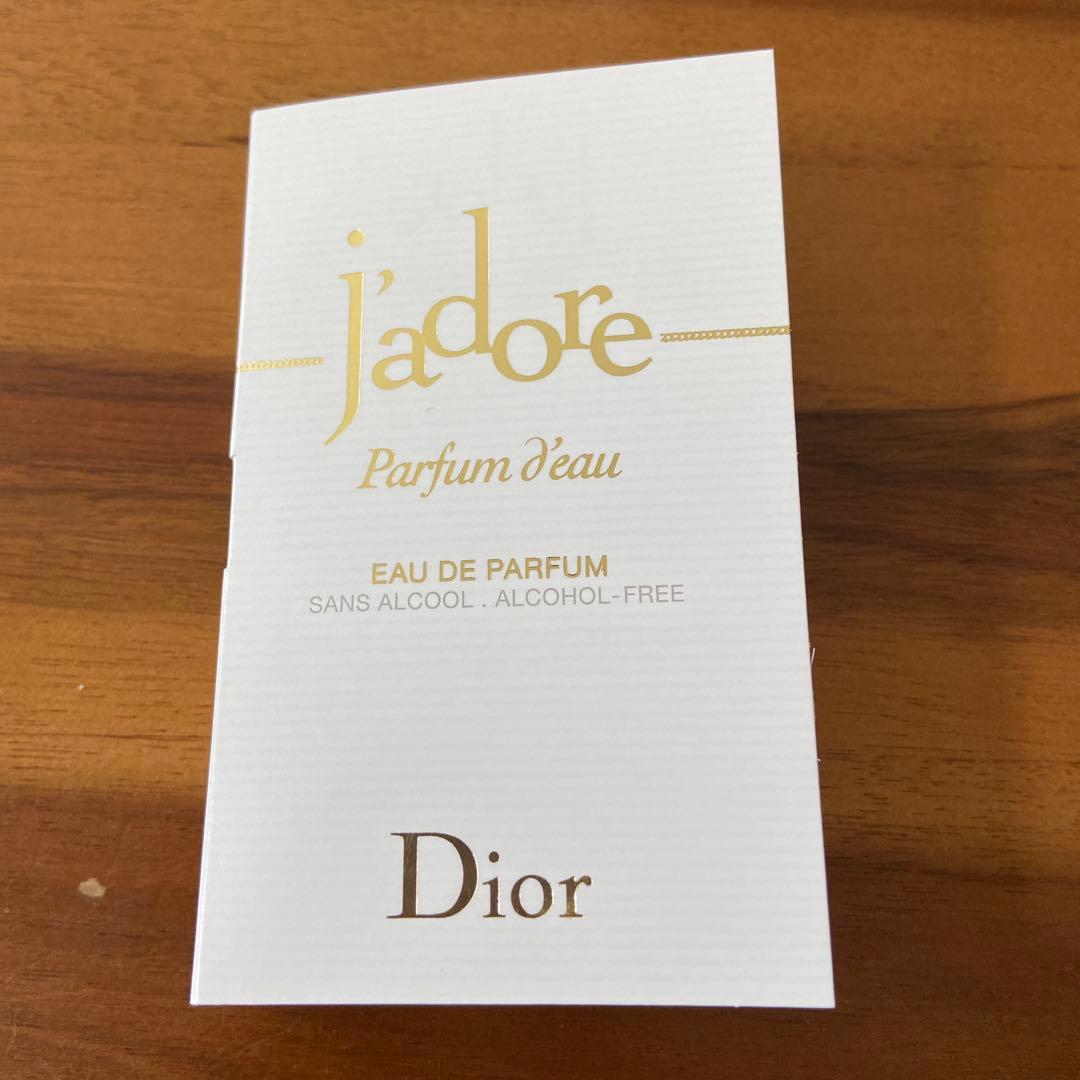 j'adore
Parfum d'eau
EAU DE PARFUM
SANS ALCOOL . ALCOHOL-FREE
Dior